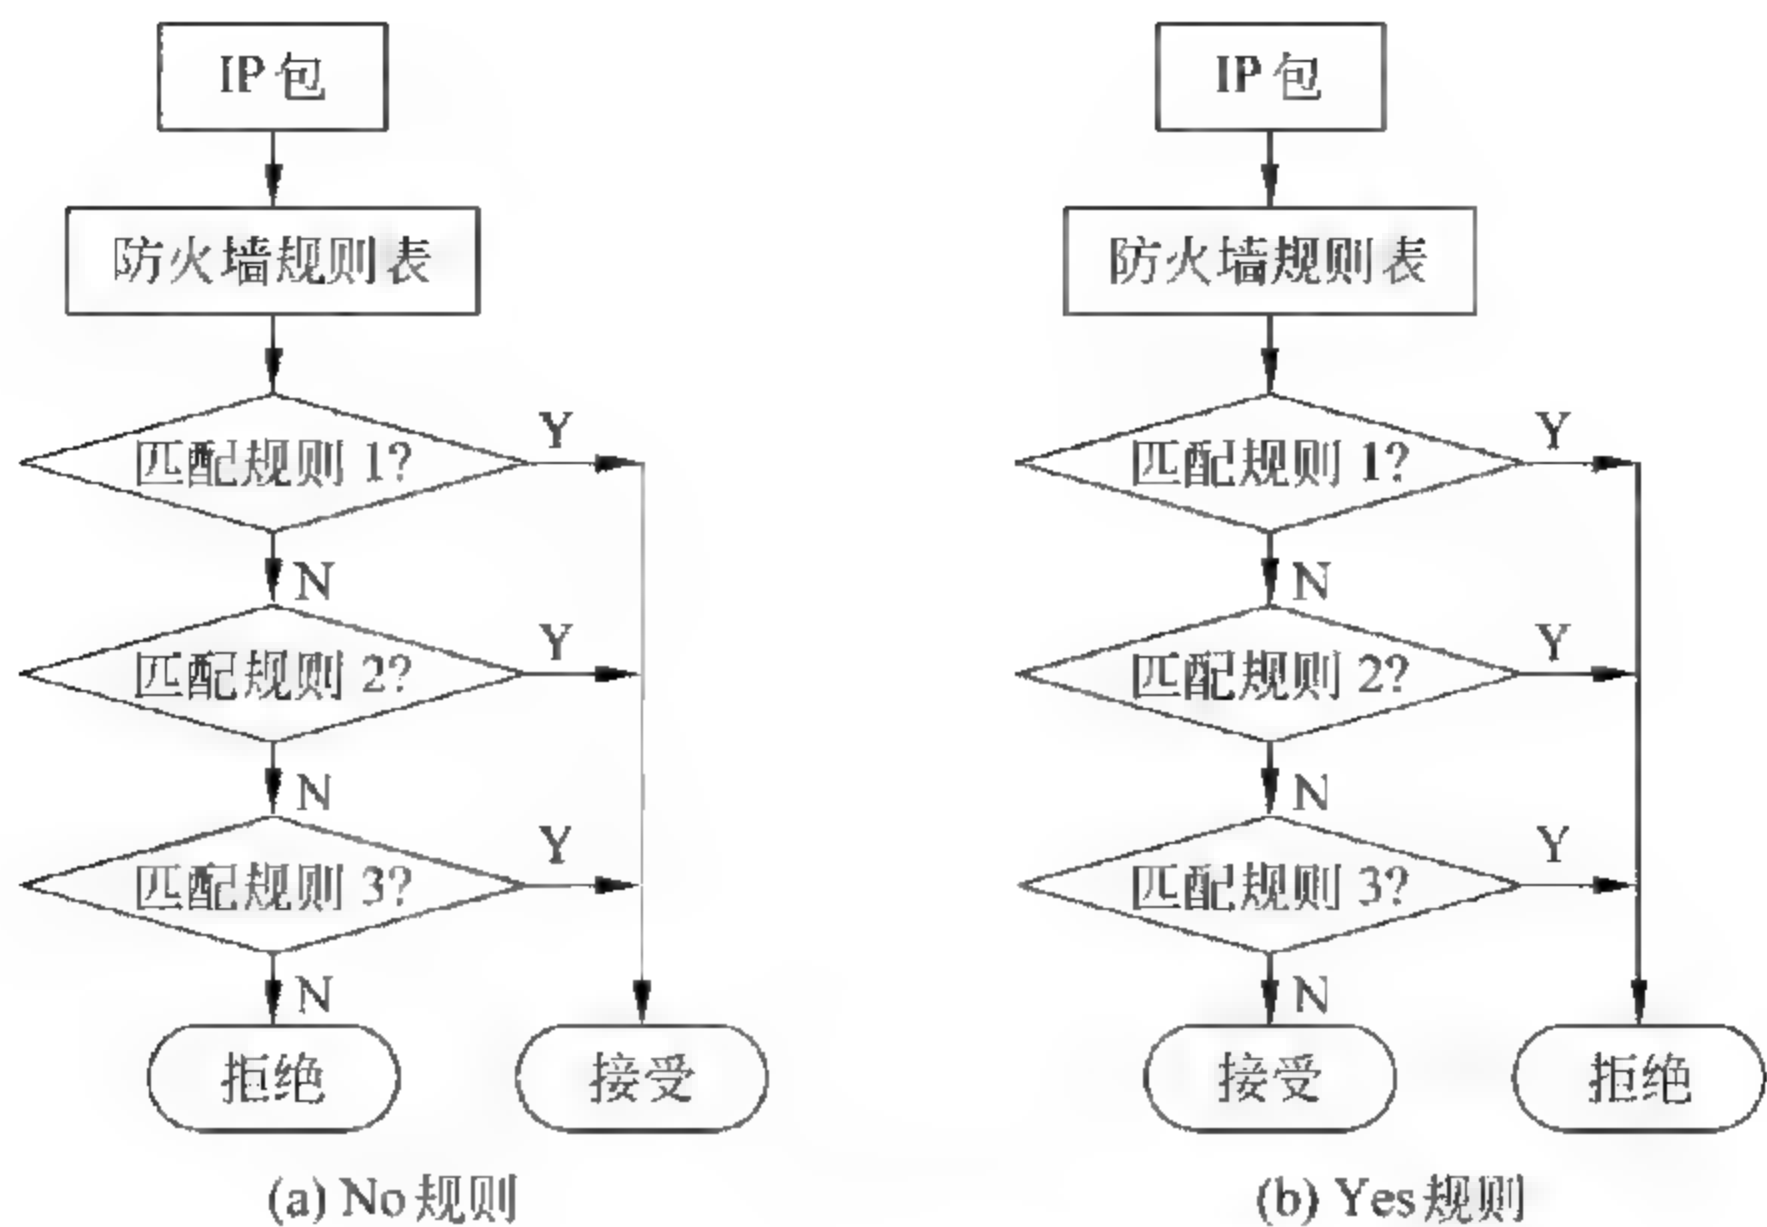 IP包
防火墙规则表
匹配规则 1?
Y
N
匹配规则 2?
Y
N
匹配规则 3?
Y
N
拒绝
接受
(a) No规则
IP包
防火墙规则表
匹配规则 1?
Y
N
匹配规则 2?
Y
N
匹配规则 3?
Y
N
接受
拒绝
(b) Yes规则